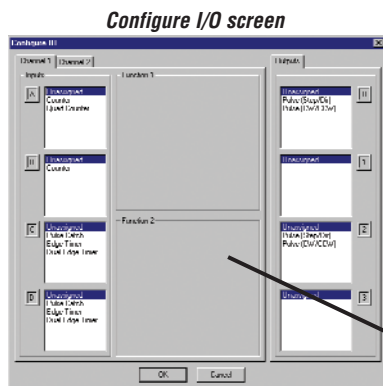 Configure I/O screen
Channel 1 Channel 2
Outputs
Inputs
Function 1
A
Unassigned
Counter
Quad Counter
Unassigned
Pulse (Step/Dir)
Pulse (CW/CCW)
0
B
Unassigned
Counter
Unassigned
1
Function 2
C
Unassigned
Pulse Catch
Edge Timer
Dual Edge Timer
Unassigned
Pulse (Step/Dir)
Pulse (CW/CCW)
2
D
Unassigned
Pulse Catch
Edge Timer
Dual Edge Timer
Unassigned
3
OK Cancel